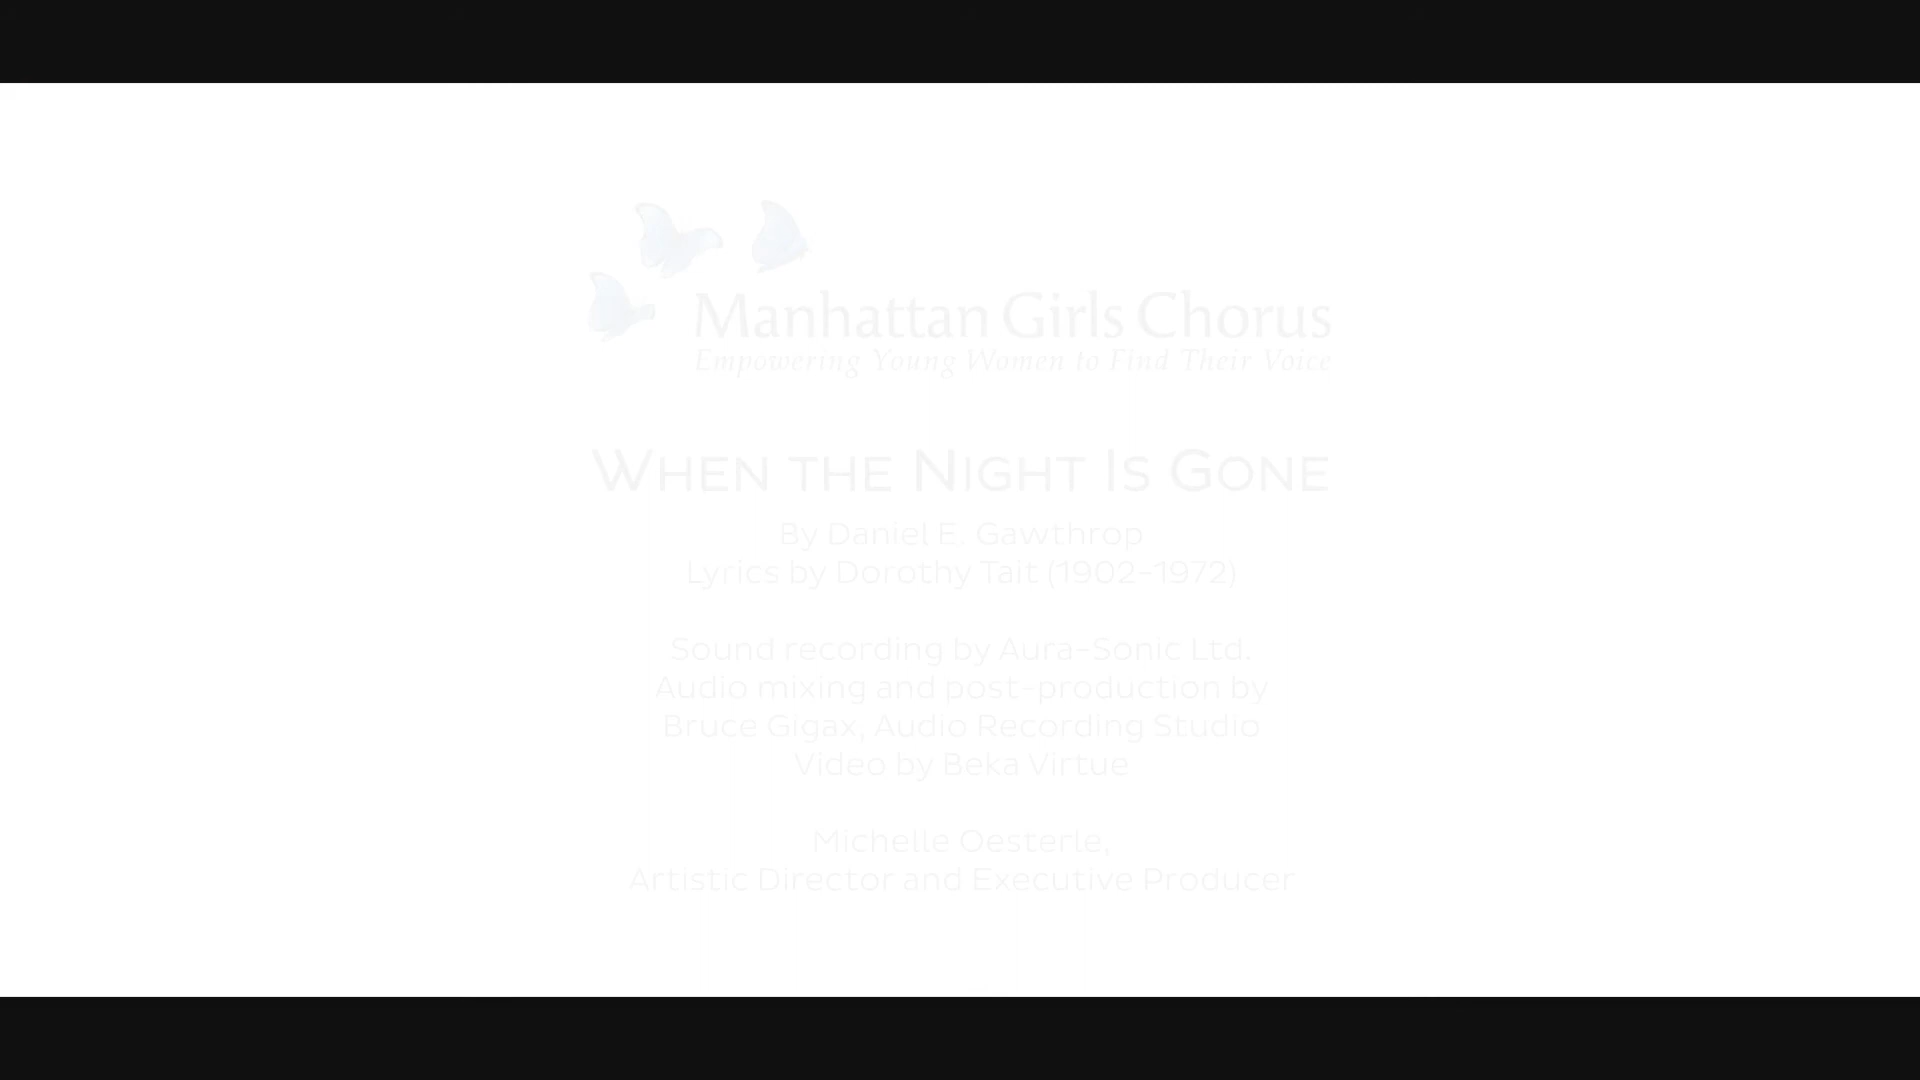 Manhattan Girls Chorus
Empowering Young Women to Find Their Voice
WHEN THE NIGHT IS GONE
By Daniel E. Gawthrop
Lyrics by Dorothy Tait (1902-1972)
Sound recording by Aura-Sonic Ltd.
Audio mixing and post-production by
Bruce Gigax, Audio Recording Studio
Video by Beka Virtue
Michelle Oesterle,
Artistic Director and Executive Producer